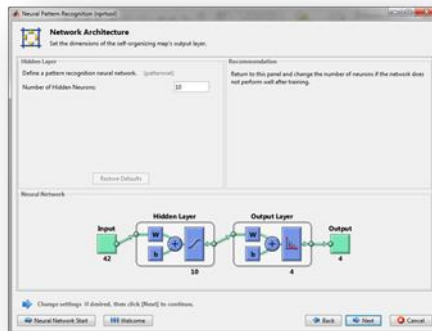 Neural Pattern Recognition (nprtool)
Network Architecture
Set the dimensions of the self-organizing map's output layer.
Hidden Layer
Define a pattern recognition neural network. (patternnet)
Number of Hidden Neurons: 10
Restore Defaults
Recommendation
Return to this panel and change the number of neurons if the network does
not perform well after training.
Neural Network
Hidden Layer
Output Layer
Input
Output
W
b
W
b
42
10
4
4
Change settings if desired, then click [Next] to continue.
Neural Network Start
Welcome
Back
Next
Cancel